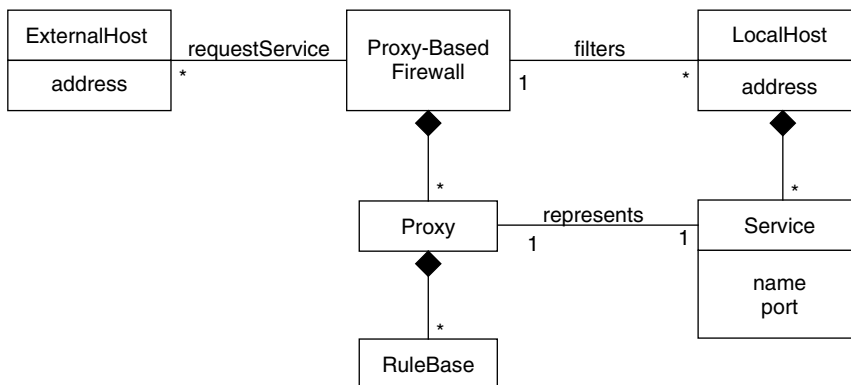 ExternalHost
address
requestService
*
Proxy-Based
Firewall
filters
1
*
LocalHost
address
*
*
Proxy
represents
1
1
Service
name
port
*
RuleBase